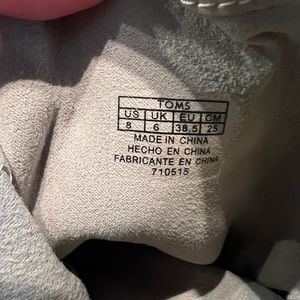 TOMS
US UK EU CM
8 6 38.5 25
MADE IN CHINA
HECHO EN CHINA
FABRICANTE EN CHINA
710515